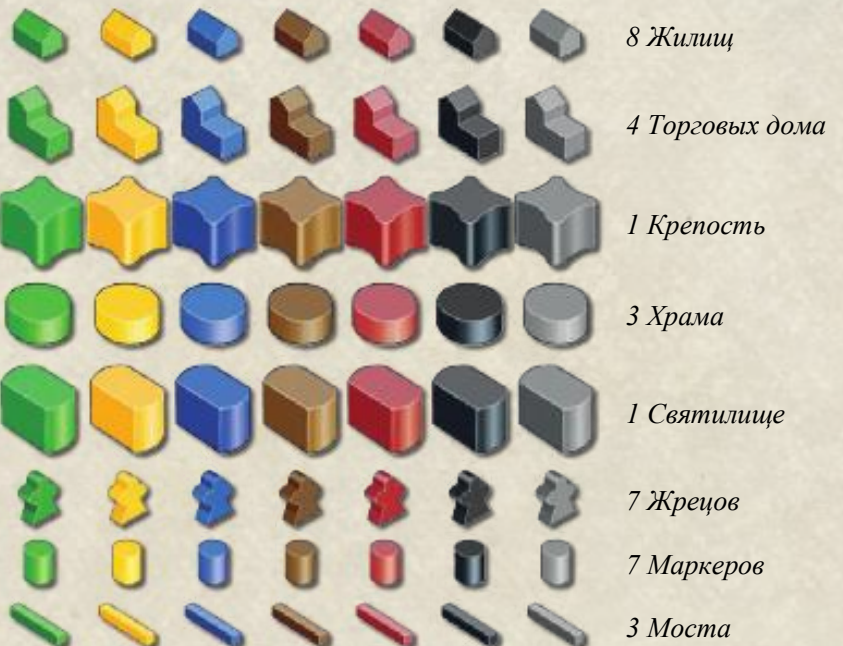 8 Жилищ
4 Торговых дома
1 Крепость
3 Храма
1 Святилище
7 Жрецов
7 Маркеров
3 Моста